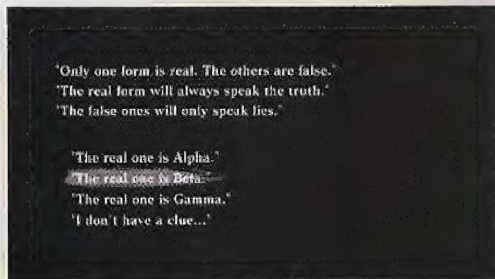 "Only one form is real. The others are false."
"The real form will always speak the truth."
"The false ones will only speak lies."
"The real one is Alpha."
"The real one is Beta."
"The real one is Gamma."
"I don't have a clue..."